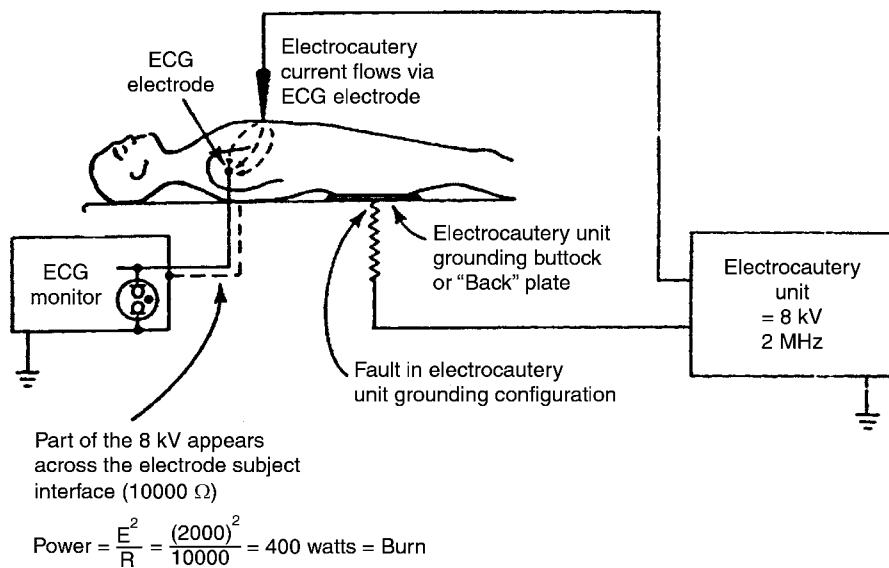 ECG
electrode
Electrocautery
current flows via
ECG electrode
ECG
monitor
Electrocautery unit
grounding buttock
or “Back” plate
Electrocautery
unit
= 8 kV
2 MHz
Fault in electrocautery
unit grounding configuration
Part of the 8 kV appears
across the electrode subject
interface (10000 Ω)
Power = E²/R = (2000)²/10000 = 400 watts = Burn